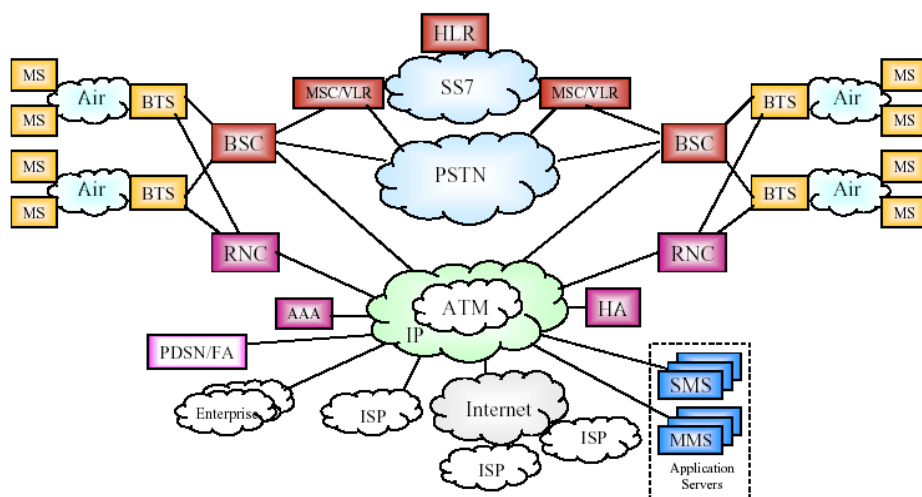 HLR
MS
Air
BTS
MSC/VLR
SS7
MSC/VLR
BTS
Air
MS
MS
MS
BSC
BSC
MS
PSTN
MS
Air
BTS
BTS
Air
MS
MS
RNC
RNC
ATM
AAA
HA
IP
PDSN/FA
SMS
Enterprise
ISP
Internet
ISP
MMS
ISP
Application
Servers